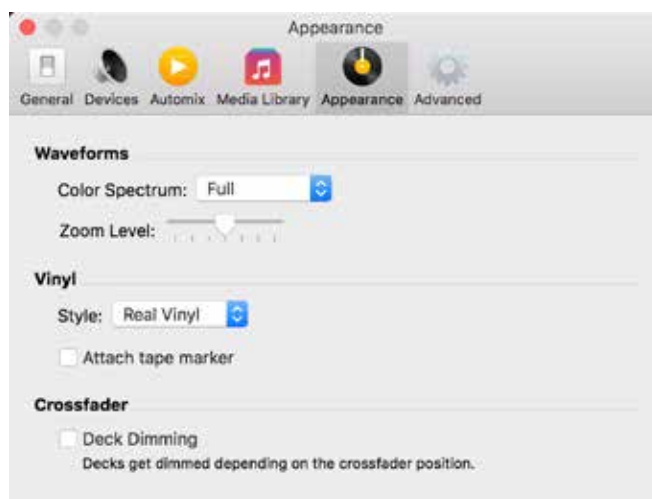 Appearance
General Devices Automix Media Library Appearance Advanced
Waveforms
Color Spectrum: Full
Zoom Level:
Vinyl
Style: Real Vinyl
Attach tape marker
Crossfader
Deck Dimming
Decks get dimmed depending on the crossfader position.